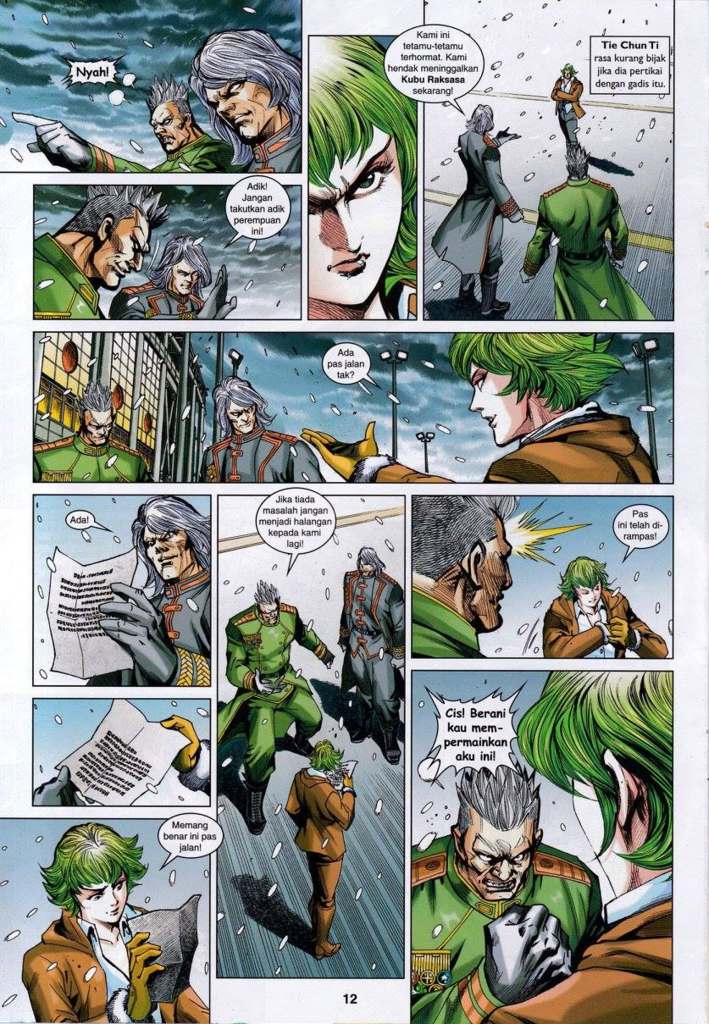 Nyah!
Kami ini
tetamu-tetamu
terhormat. Kami
hendak meninggalkan
Kubu Raksasa
sekarang!
Tie Chun Ti
rasa kurang bijak
jika dia pertikai
dengan gadis itu.
Adik!
Jangan
takutkan adik
perempuan
ini!
Ada
pas jalan
tak?
Ada!
Jika tiada
masalah jangan
menjadi halangan
kepada kami
lagi!
Pas
ini telah di-
rampas!
Memang
benar ini pas
jalan!
Cis! Berani
kau mem-
permainkan
aku ini!
12